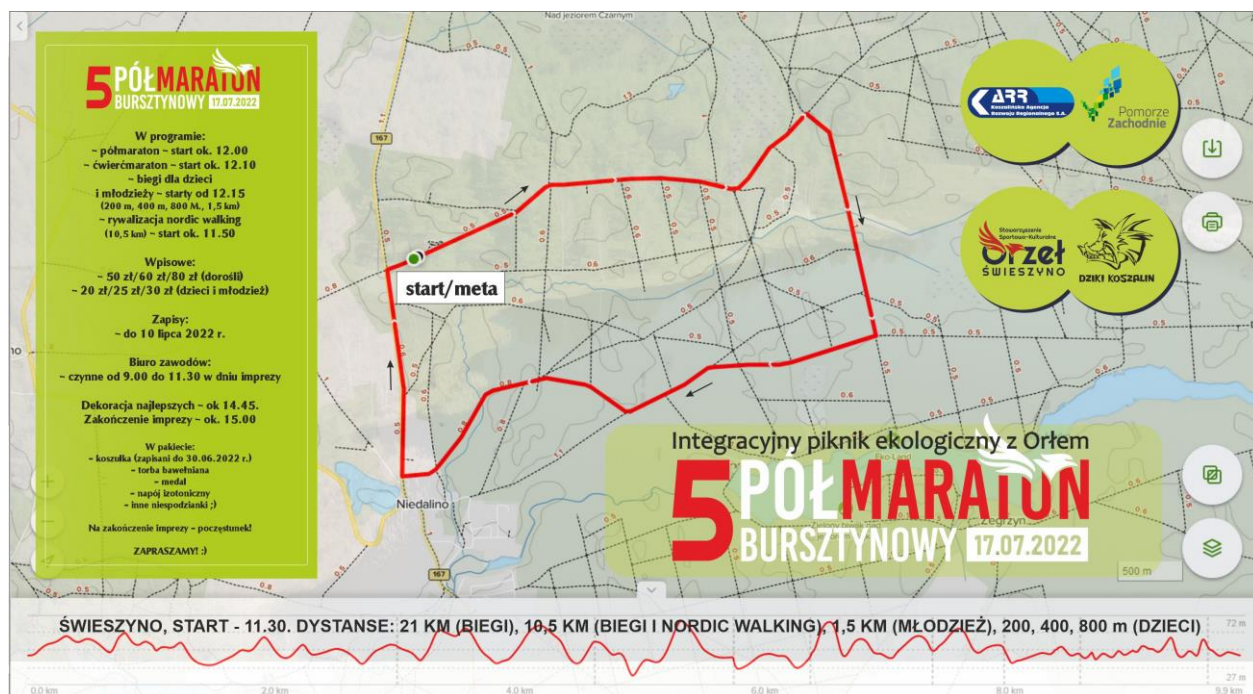 Nad jeziorem Czarnym
5 PÓŁMARATON
BURSZTYNOWY 17.07.2022
W programie:
~ półmaraton ~ start ok. 12.00
~ ćwierćmaraton ~ start ok. 12.10
~ biegi dla dzieci
i młodzieży ~ starty od 12.15
(200 m, 400 m, 800 M., 1,5 km)
~ rywalizacja nordic walking
(10,5 km) ~ start ok. 11.50
Wpisowe:
~ 50 zł/60 zł/80 zł (dorośli)
~ 20 zł/25 zł/30 zł (dzieci i młodzież)
Zapisy:
~ do 10 lipca 2022 r.
Biuro zawodów:
~ czynne od 9.00 do 11.30 w dniu imprezy
Dekoracja najlepszych ~ ok 14.45.
Zakończenie imprezy ~ ok. 15.00
W pakiecie:
~ koszulka (zapisani do 30.06.2022 r.)
~ torba bawełniana
~ medal
~ napój izotoniczny
~ inne niespodzianki ;)
Na zakończenie imprezy ~ poczęstunek!
ZAPRASZAMY! :)
167
start/meta
Niedalino
167
ARR
Koszalińska Agencja
Rozwoju Regionalnego S.A.
Pomorze
Zachodnie
Stowarzyszenie
Sportowo-Kulturalne
Orzeł
ŚWIESZYNO
DZIKI KOSZALIN
Integracyjny piknik ekologiczny z Orłem
Eko-Land
5 PÓŁMARATON
BURSZTYNOWY 17.07.2022
Zegrzyn
500 m
ŚWIESZYNO, START - 11.30. DYSTANSE: 21 KM (BIEGI), 10,5 KM (BIEGI I NORDIC WALKING), 1,5 KM (MŁODZIEŻ), 200, 400, 800 m (DZIECI)
72 m
27 m
0.0 km 2.0 km 4.0 km 6.0 km 8.0 km 9.9 km